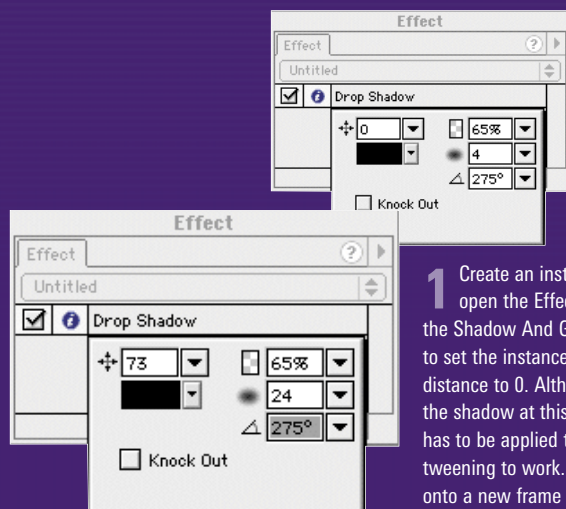 Effect
Effect ?
Untitled
Drop Shadow
0 65%
4
275°
Knock Out
Effect
Effect ?
Untitled
Drop Shadow
73 65%
24
275°
Knock Out
1 Create an inst
open the Effec
the Shadow And G
to set the instance
distance to 0. Alth
the shadow at this
has to be applied t
tweening to work.
onto a new frame